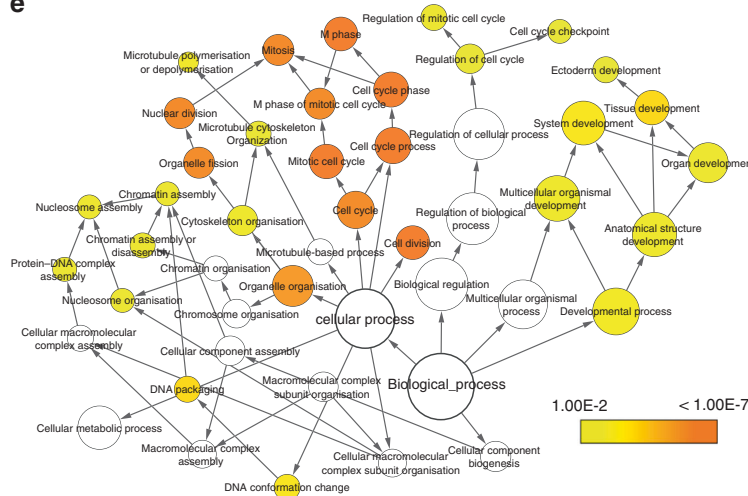 e
Regulation of mitotic cell cycle
M phase
Cell cycle checkpoint
Mitosis
Microtubule polymerisation
or depolymerisation
Regulation of cell cycle
Ectoderm development
Cell cycle phase
M phase of mitotic cell cycle
Tissue development
Nuclear division
System development
Microtubule cytoskeleton
Organization
Regulation of cellular process
Cell cycle process
Organelle fission
Mitotic cell cycle
Organ developmen
Chromatin assembly
Multicellular organismal
development
Nucleosome assembly
Cell cycle
Regulation of biological
process
Cytoskeleton organisation
Anatomical structure
development
Chromatin assembly or
disassembly
Cell division
Microtubule-based process
Protein–DNA complex
assembly
Chromatin organisation
Organelle organisation
Biological regulation
Nucleosome organisation
Multicellular organismal
process
Chromosome organisation
Developmental process
cellular process
Cellular macromolecular
complex assembly
Cellular component assembly
Macromolecular complex
subunit organisation
Biological_process
DNA packaging
1.00E-2
< 1.00E-7
Cellular metabolic process
Macromolecular complex
assembly
Cellular macromolecular
complex subunit organisation
Cellular component
biogenesis
DNA conformation change